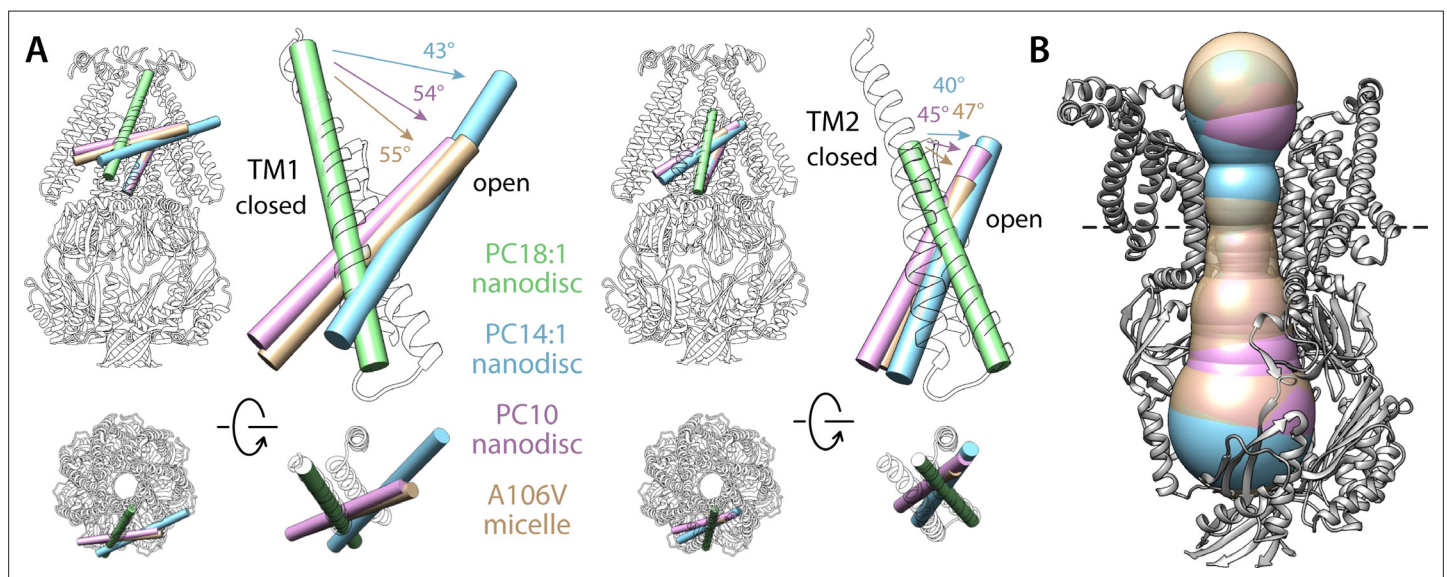 A
43°
54°
55°
TM1
closed
open
PC18:1
nanodisc
PC14:1
nanodisc
PC10
nanodisc
A106V
micelle
40°
45° 47°
TM2
closed
open
B